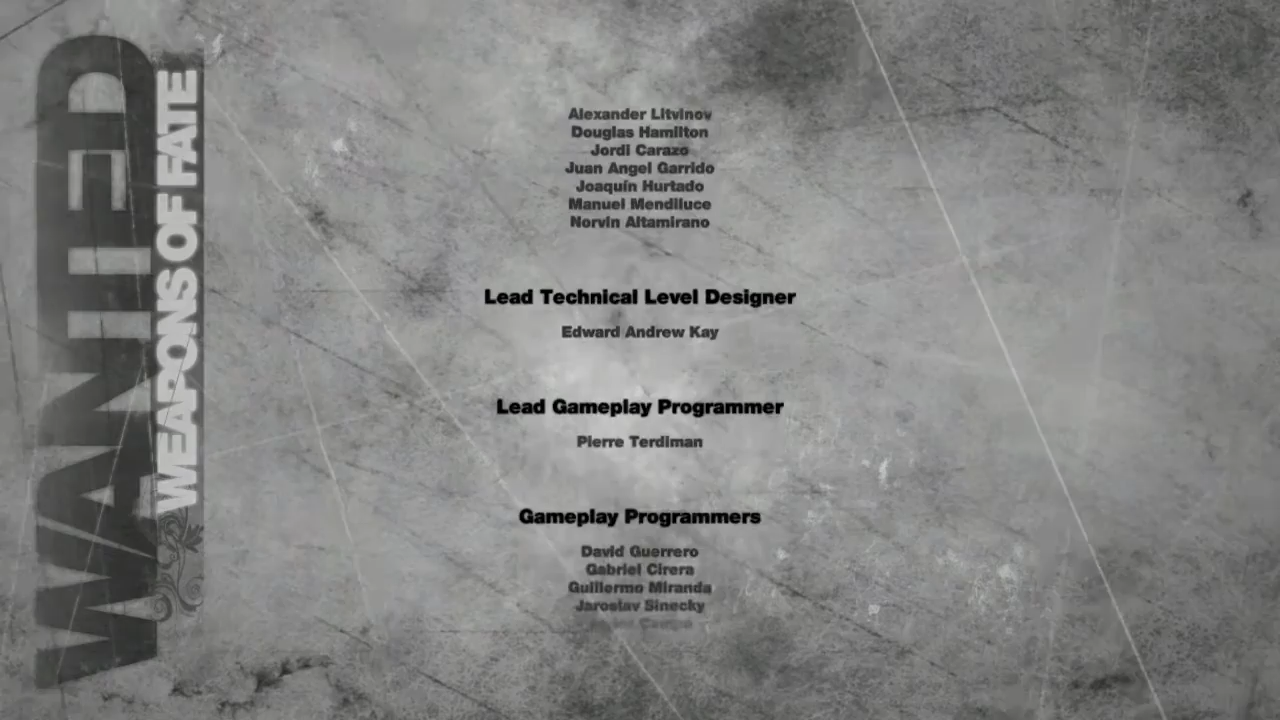 WANTED
WEAPONS OF FATE
Alexander Litvinov
Douglas Hamilton
Jordi Carazo
Juan Angel Garrido
Joaquín Hurtado
Manuel Mendiluce
Norvin Altamirano
Lead Technical Level Designer
Edward Andrew Kay
Lead Gameplay Programmer
Pierre Terdiman
Gameplay Programmers
David Guerrero
Gabriel Cirera
Guillermo Miranda
Jaroslav Sinecky